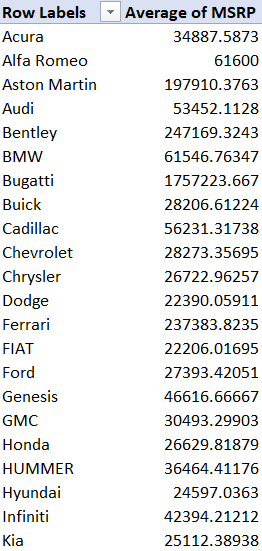 Row Labels Average of MSRP
Acura 34887.5873
Alfa Romeo 61600
Aston Martin 197910.3763
Audi 53452.1128
Bentley 247169.3243
BMW 61546.76347
Bugatti 1757223.667
Buick 28206.61224
Cadillac 56231.31738
Chevrolet 28273.35695
Chrysler 26722.96257
Dodge 22390.05911
Ferrari 237383.8235
FIAT 22206.01695
Ford 27393.42051
Genesis 46616.66667
GMC 30493.29903
Honda 26629.81879
HUMMER 36464.41176
Hyundai 24597.0363
Infiniti 42394.21212
Kia 25112.38938